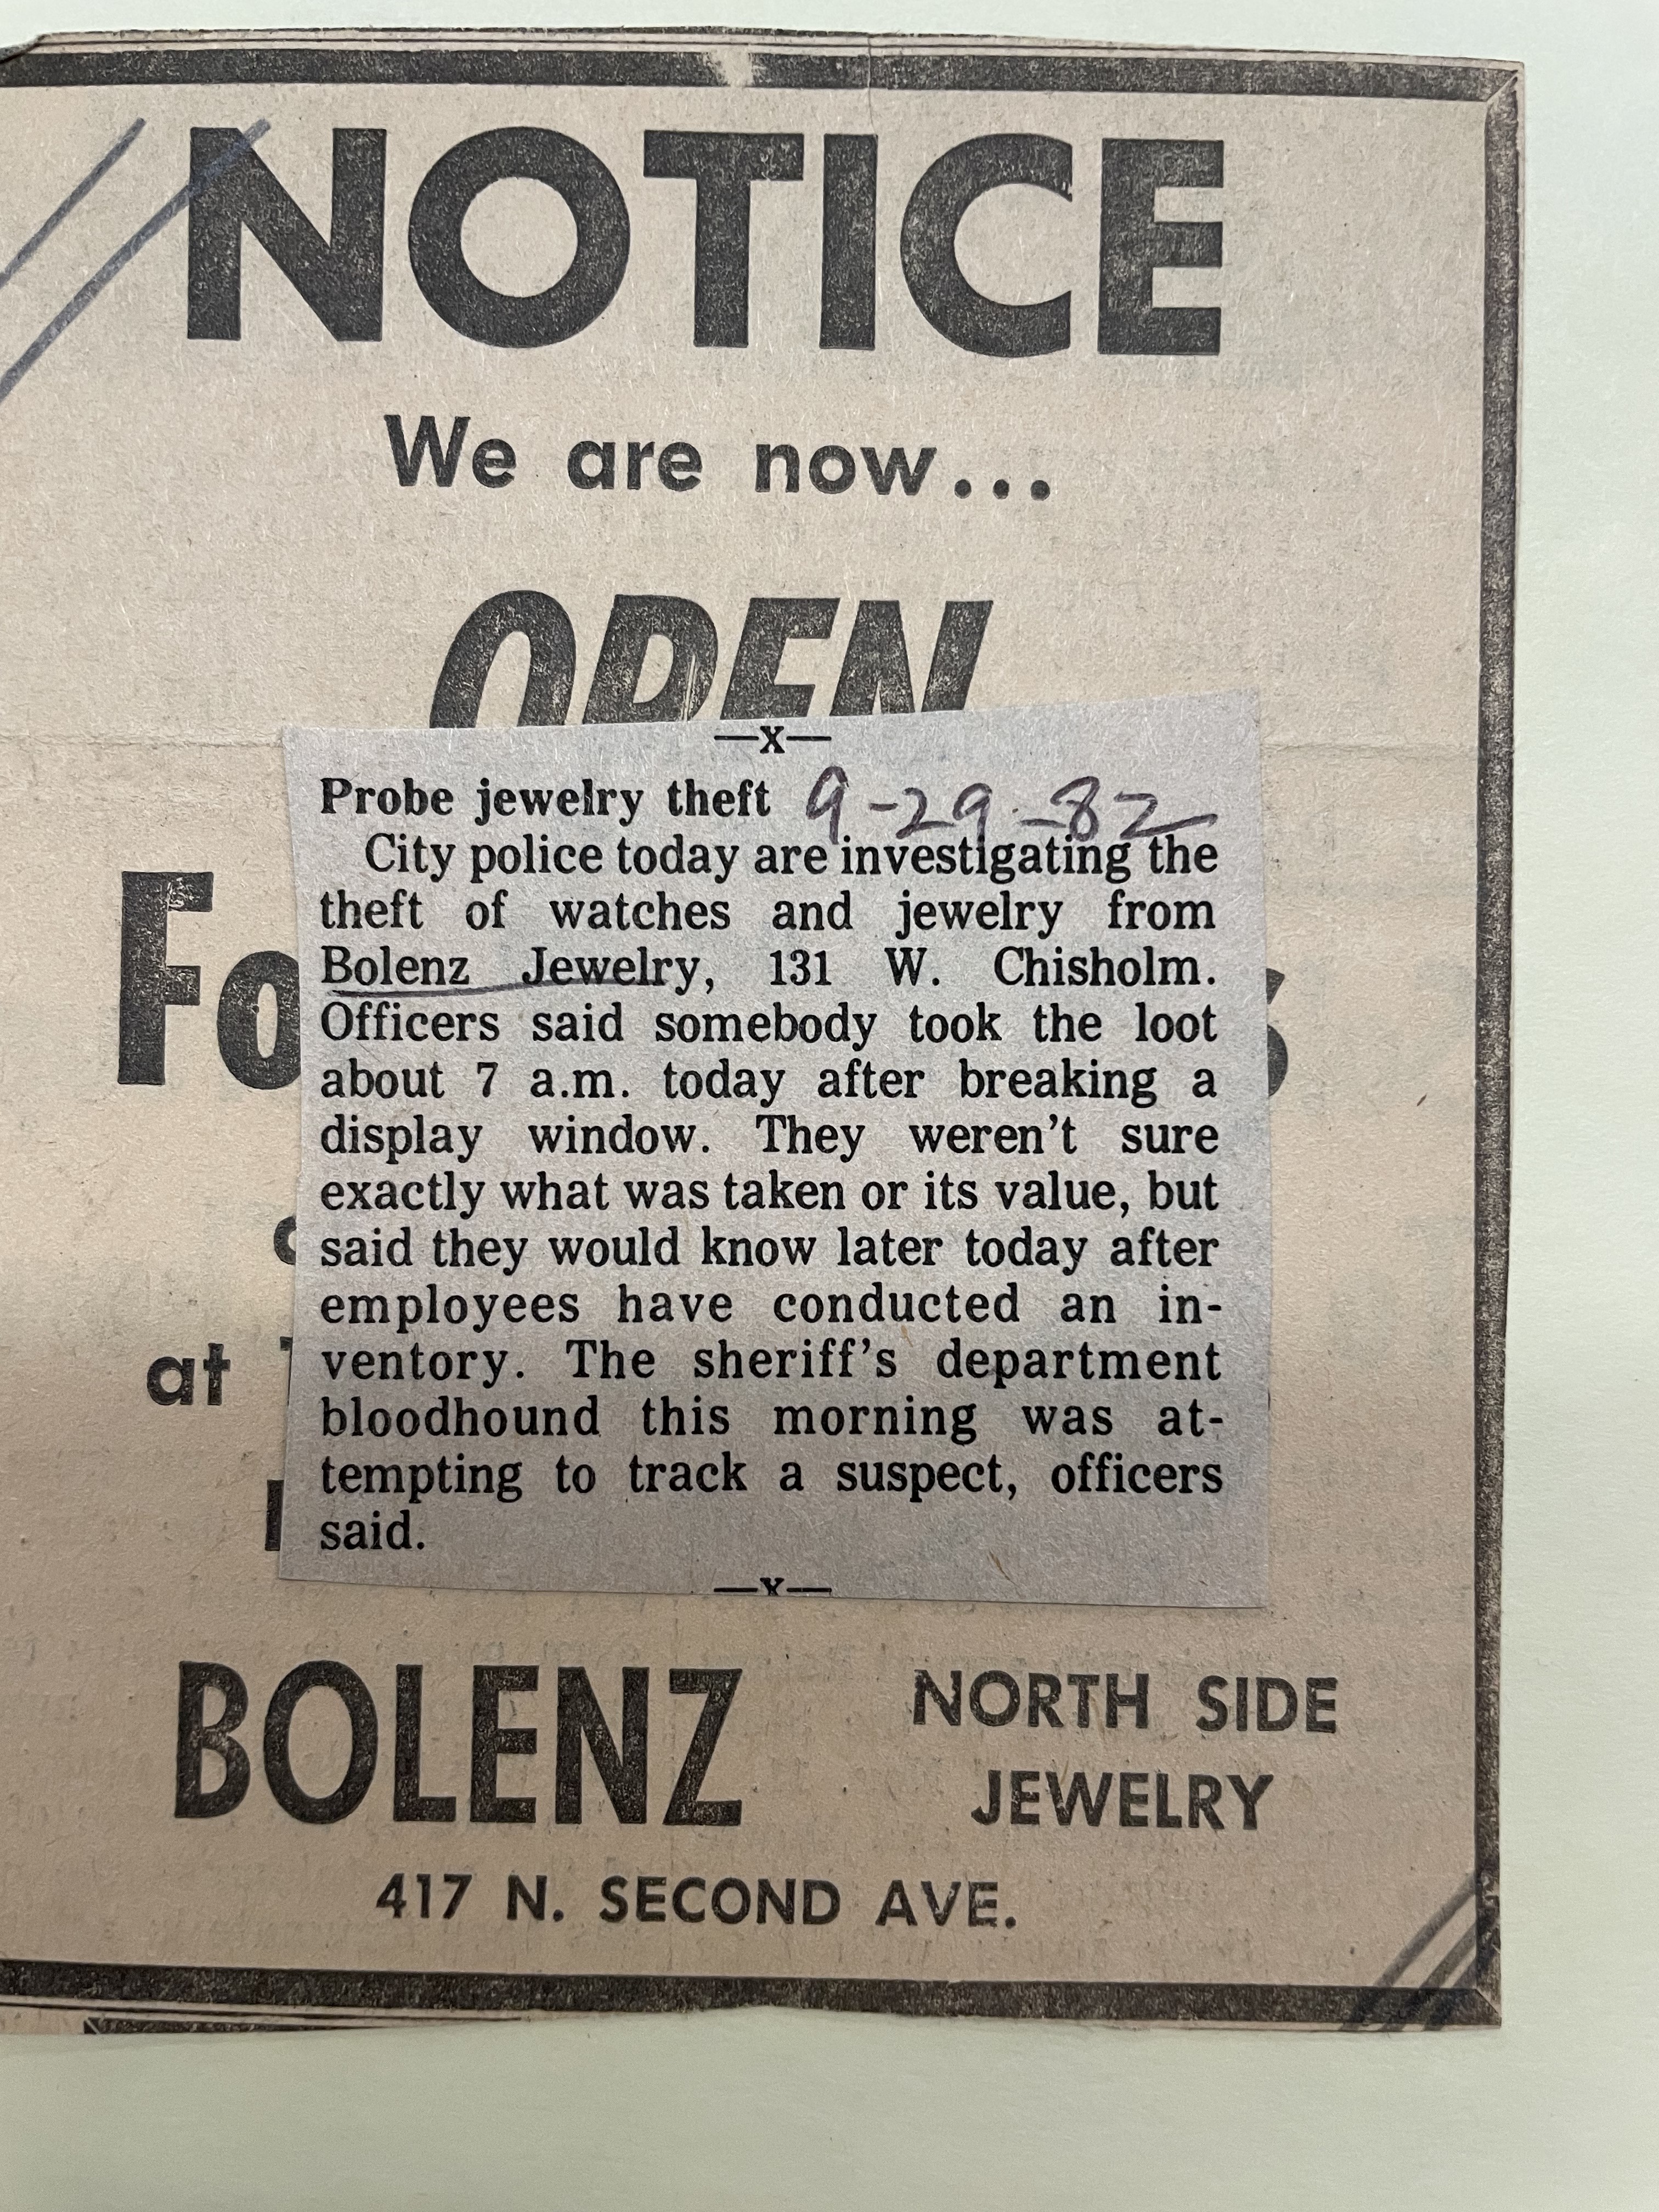 NOTICE
We are now...
OPEN
—x—
Probe jewelry theft 9-29-82
City police today are investigating the
theft of watches and jewelry from
Bolenz Jewelry, 131 W. Chisholm.
Officers said somebody took the loot
about 7 a.m. today after breaking a
display window. They weren't sure
exactly what was taken or its value, but
said they would know later today after
employees have conducted an in-
ventory. The sheriff's department
bloodhound this morning was at-
tempting to track a suspect, officers
said.
—x—
at
BOLENZ NORTH SIDE
JEWELRY
417 N. SECOND AVE.